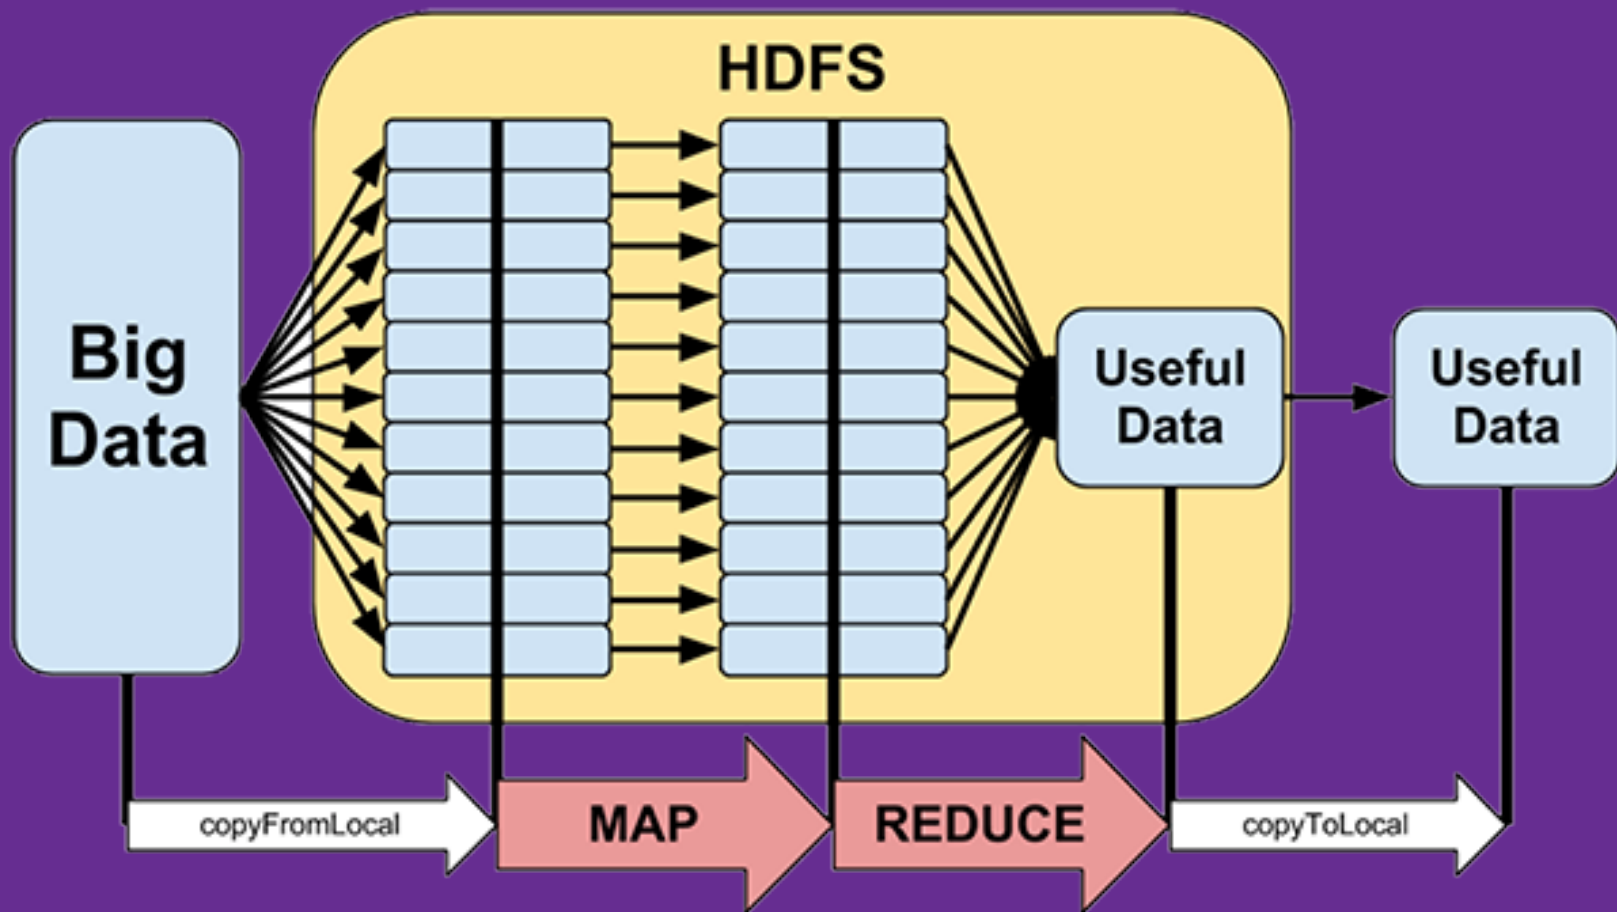 HDFS
Big
Data
Useful
Data
Useful
Data
copyFromLocal
MAP
REDUCE
copyToLocal